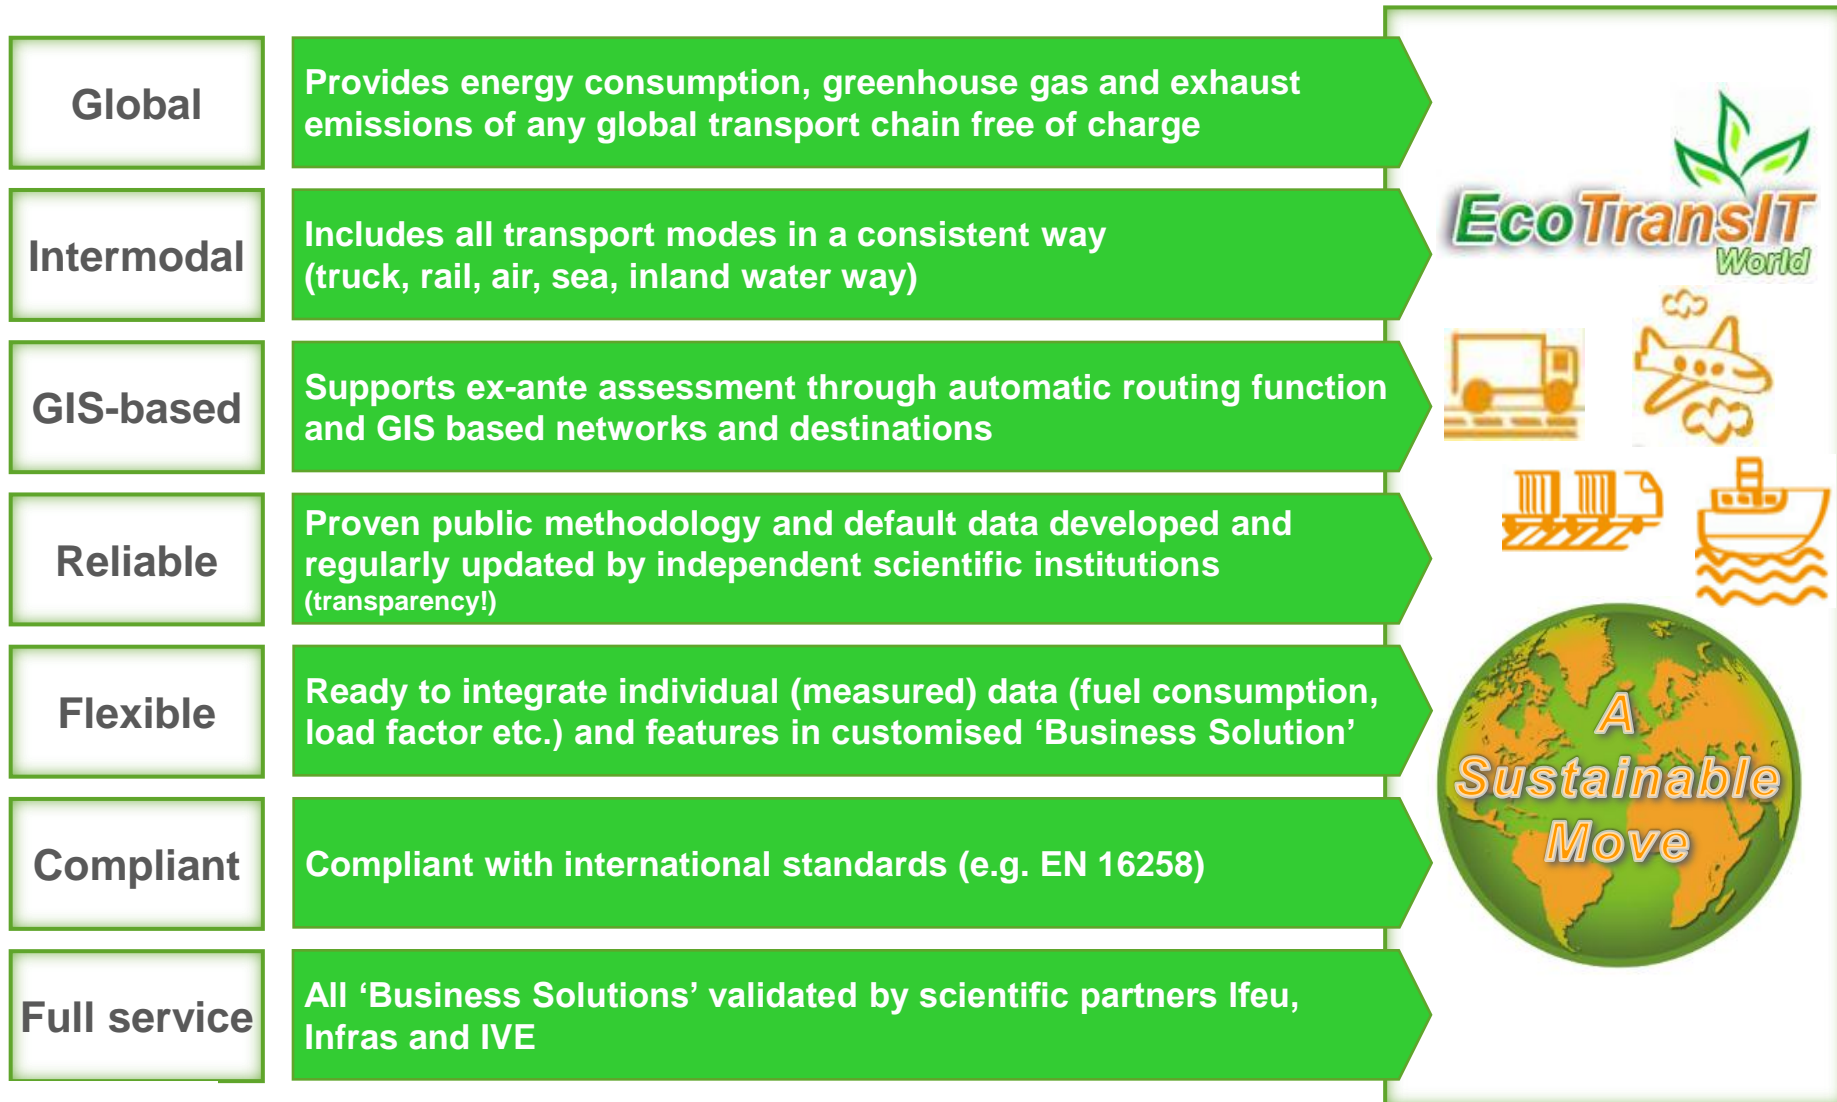 Global
Provides energy consumption, greenhouse gas and exhaust
emissions of any global transport chain free of charge
Intermodal
Includes all transport modes in a consistent way
(truck, rail, air, sea, inland water way)
GIS-based
Supports ex-ante assessment through automatic routing function
and GIS based networks and destinations
Reliable
Proven public methodology and default data developed and
regularly updated by independent scientific institutions
(transparency!)
Flexible
Ready to integrate individual (measured) data (fuel consumption,
load factor etc.) and features in customised ‘Business Solution’
Compliant
Compliant with international standards (e.g. EN 16258)
Full service
All ‘Business Solutions’ validated by scientific partners Ifeu,
Infras and IVE
EcoTransIT
World
A
Sustainable
Move